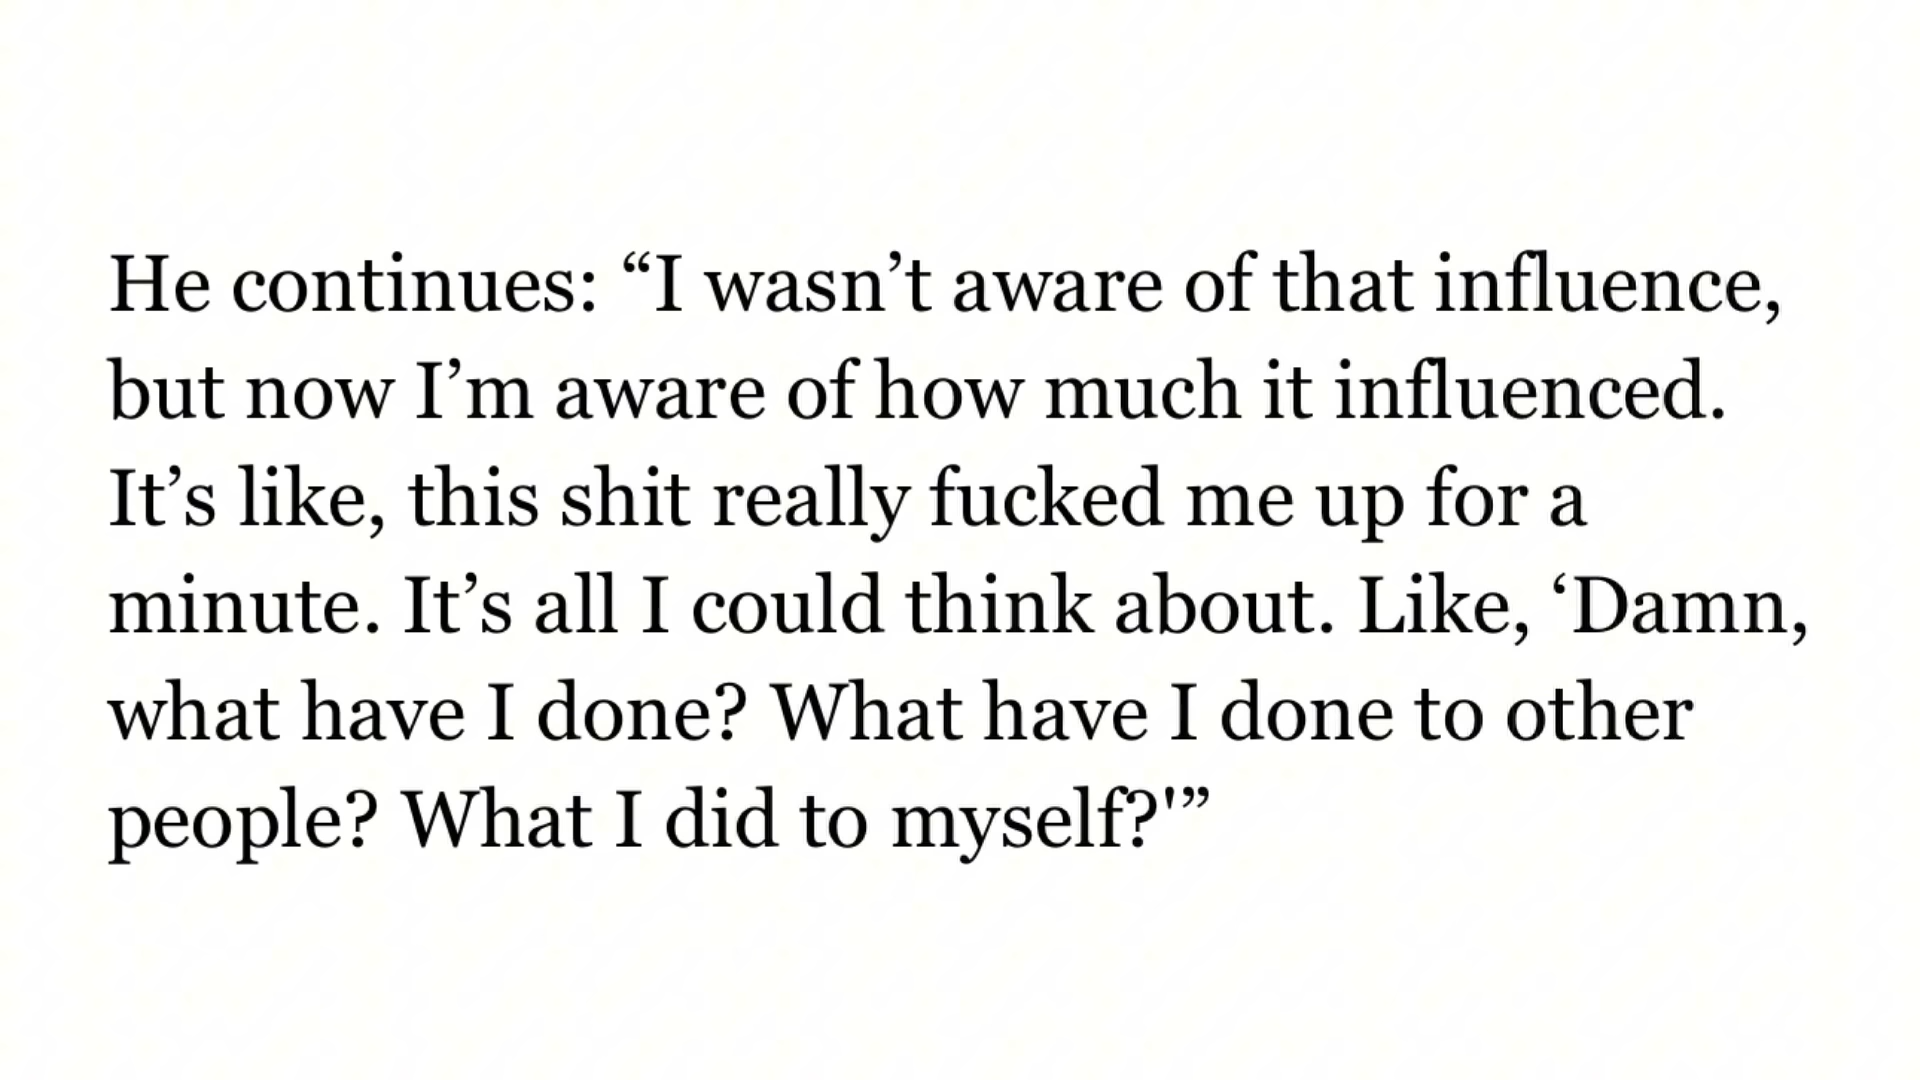 He continues: “I wasn’t aware of that influence,
but now I’m aware of how much it influenced.
It’s like, this shit really fucked me up for a
minute. It’s all I could think about. Like, ‘Damn,
what have I done? What have I done to other
people? What I did to myself?'”